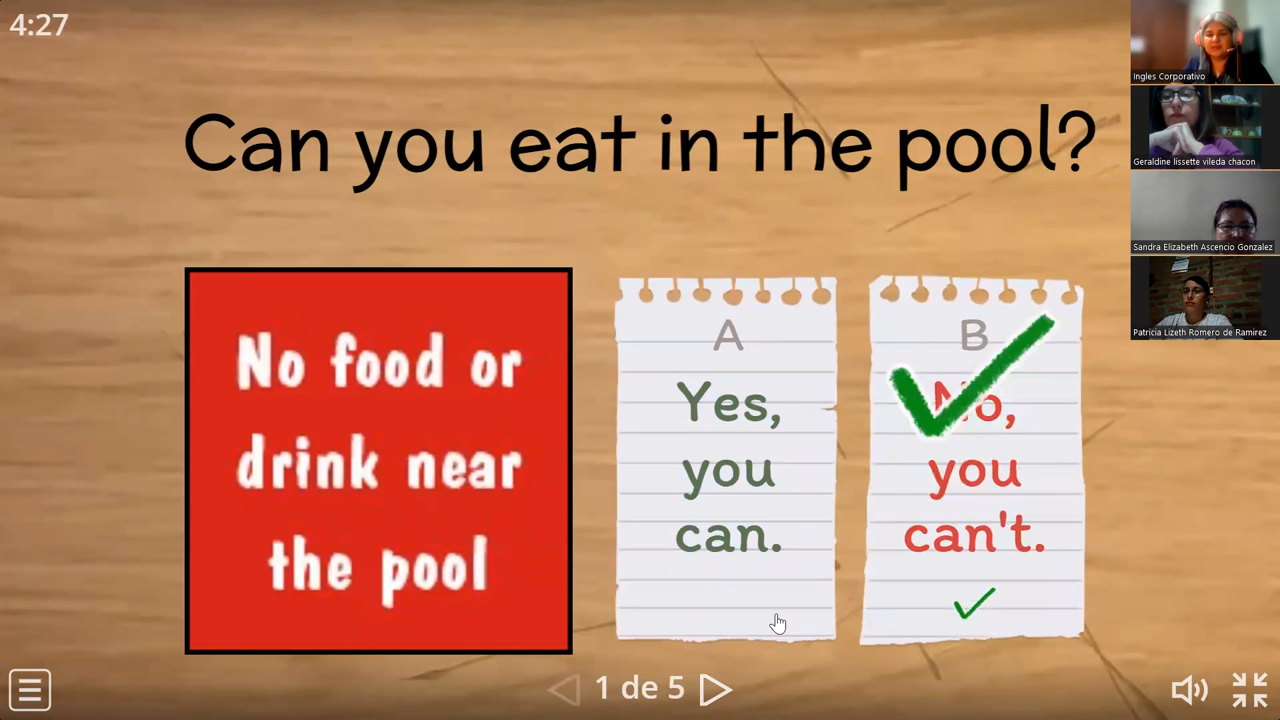 4:27
Can you eat in the pool?
No food or
drink near
the pool
A
Yes,
you
can.
B
No,
you
can't.
1 de 5
Ingles Corporativo
Geraldine lissette vileda chacon
Sandra Elizabeth Ascencio Gonzalez
Patricia Lizeth Romero de Ramirez